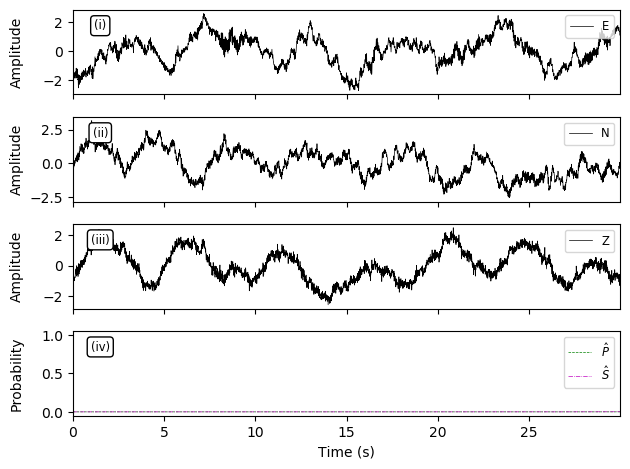 Amplitude
2
0
−2
(i)
E
Amplitude
2.5
0.0
−2.5
(ii)
N
Amplitude
2
0
−2
(iii)
Z
Probability
1.0
0.5
0.0
(iv)
P̂
Ŝ
0 5 10 15 20 25
Time (s)